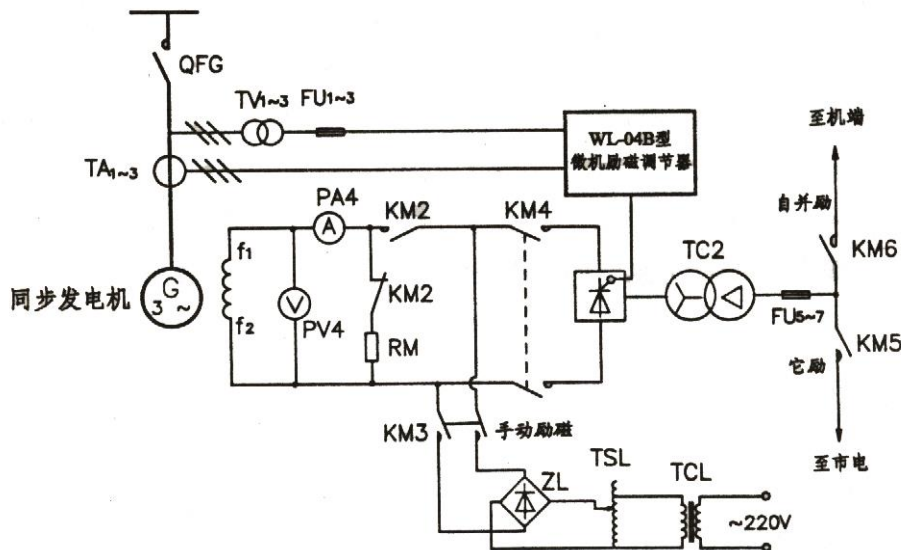 QFG
TV1~3 FU1~3
WL-04B型
微机励磁调节器
至机端
TA1~3
PA4
KM2
KM4
自并励
A
f1
TC2
KM6
同步发电机
G
3 ~
V
KM2
f2
PV4
RM
FU5~7
KM5
它励
KM3
手动励磁
至市电
ZL
TSL
TCL
~220V